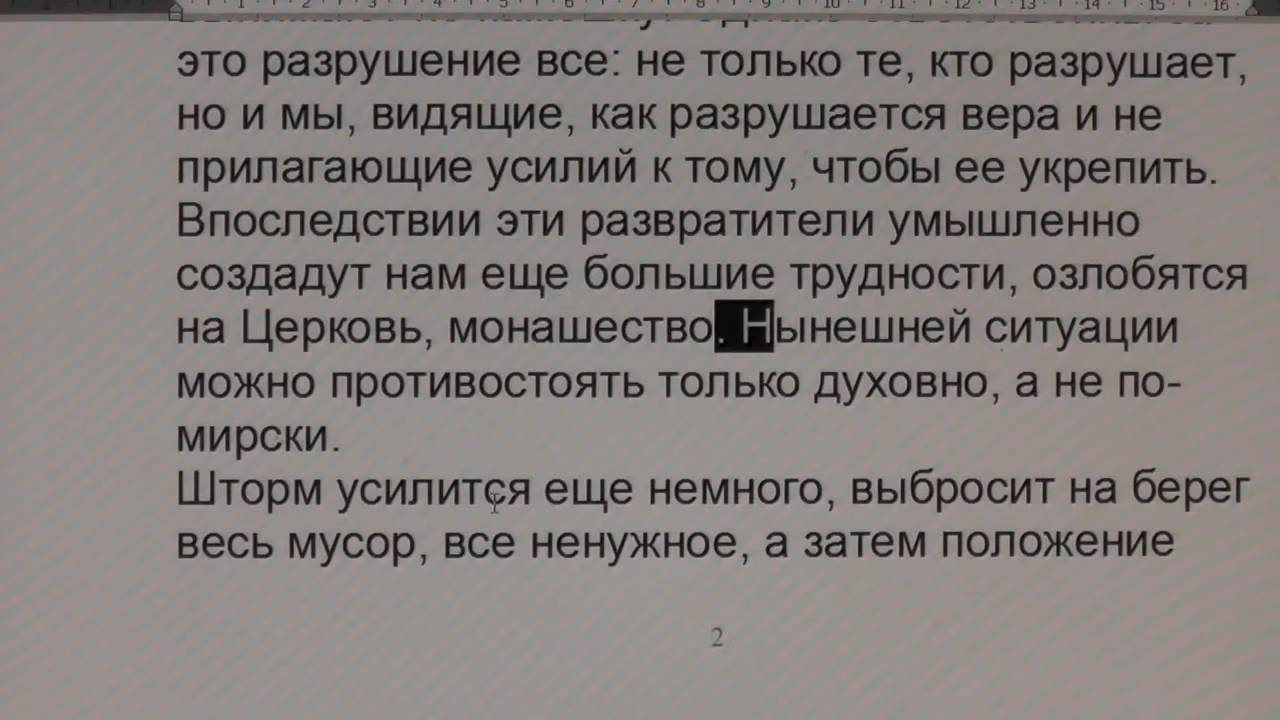 это разрушение все: не только те, кто разрушает,
но и мы, видящие, как разрушается вера и не
прилагающие усилий к тому, чтобы ее укрепить.
Впоследствии эти развратители умышленно
создадут нам еще большие трудности, озлобятся
на Церковь, монашество. Нынешней ситуации
можно противостоять только духовно, а не по-
мирски.
Шторм усилится еще немного, выбросит на берег
весь мусор, все ненужное, а затем положение
2